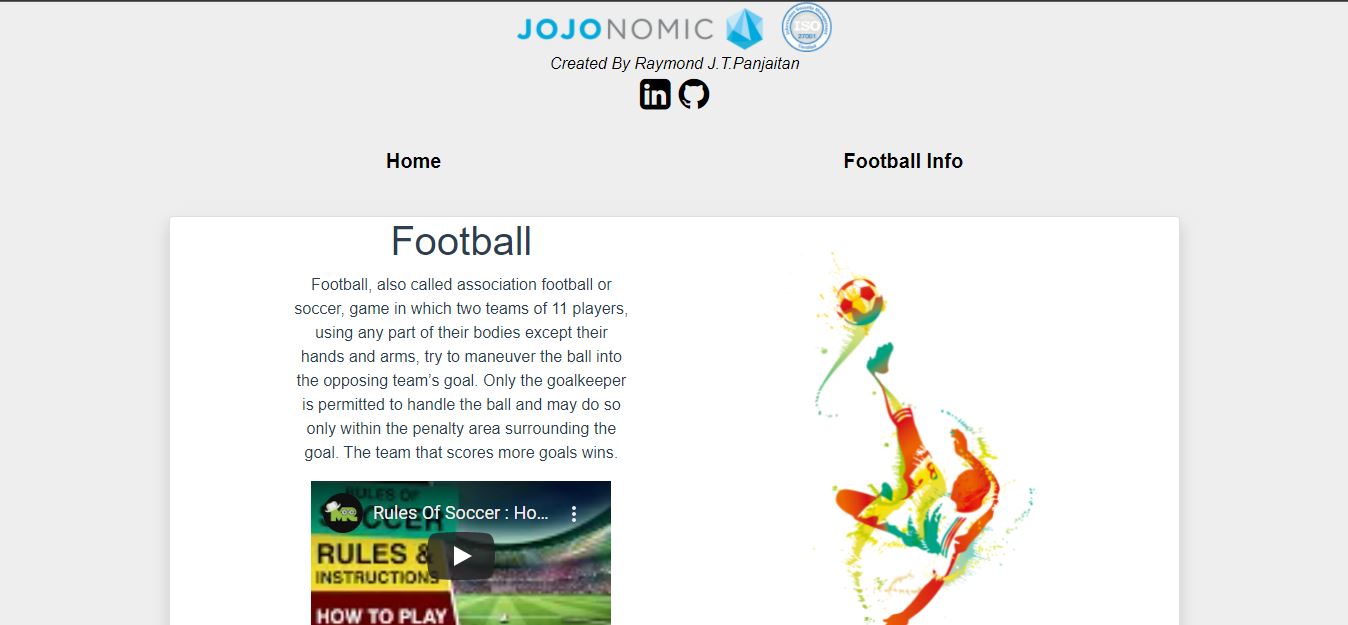 JOJONOMIC
ISO
27001
Created By Raymond J.T.Panjaitan
in
Home
Football Info
Football
Football, also called association football or
soccer, game in which two teams of 11 players,
using any part of their bodies except their
hands and arms, try to maneuver the ball into
the opposing team’s goal. Only the goalkeeper
is permitted to handle the ball and may do so
only within the penalty area surrounding the
goal. The team that scores more goals wins.
RULES OF
SOCCER
Rules Of Soccer : Ho...
RULES &
INSTRUCTIONS
HOW TO PLAY
8